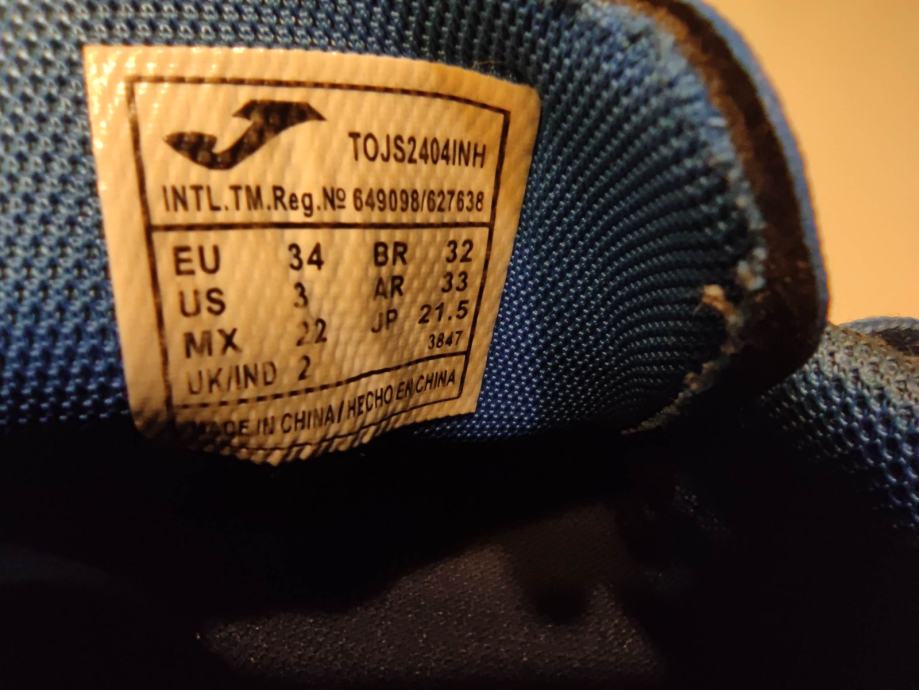 TOJS2404INH
INTL.TM.Reg.Nº 649098/627638
EU 34 BR 32
US 3 AR 33
MX 22 JP 21.5
UK/IND 2 3847
MADE IN CHINA/HECHO EN CHINA